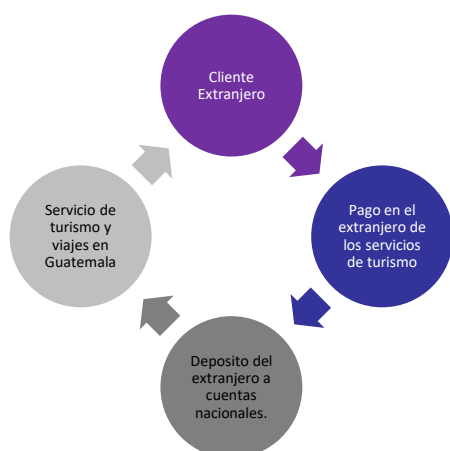 Cliente
Extranjero
Pago en el
extranjero de
los servicios
de turismo
Deposito del
extranjero a
cuentas
nacionales.
Servicio de
turismo y
viajes en
Guatemala